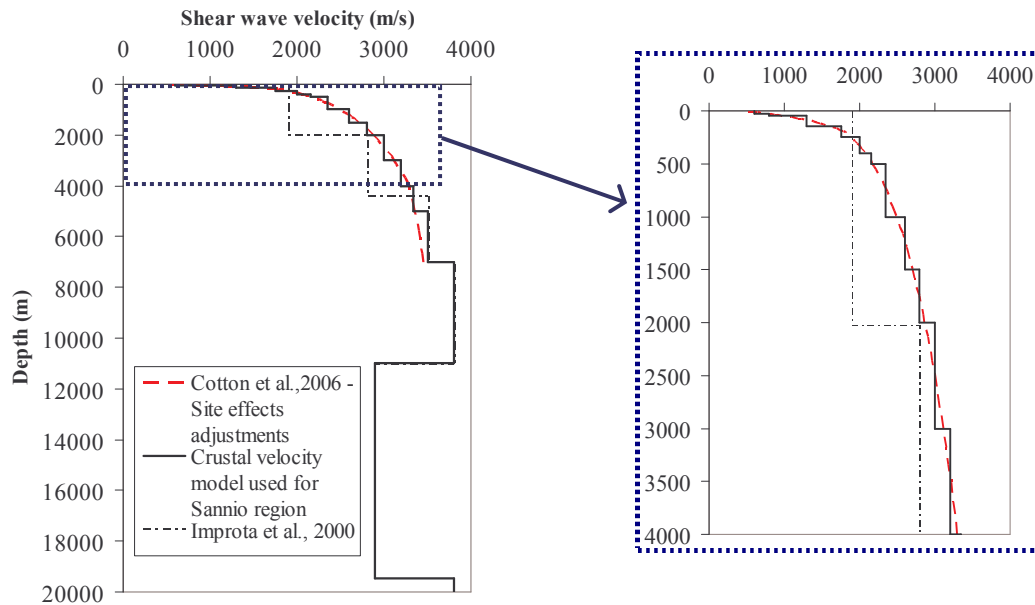 Shear wave velocity (m/s)
0 1000 2000 3000 4000
0
2000
4000
6000
8000
10000
12000
14000
16000
18000
20000
Depth (m)
Cotton et al.,2006 -
Site effects
adjustments
Crustal velocity
model used for
Sannio region
Improta et al., 2000
0 1000 2000 3000 4000
0
500
1000
1500
2000
2500
3000
3500
4000